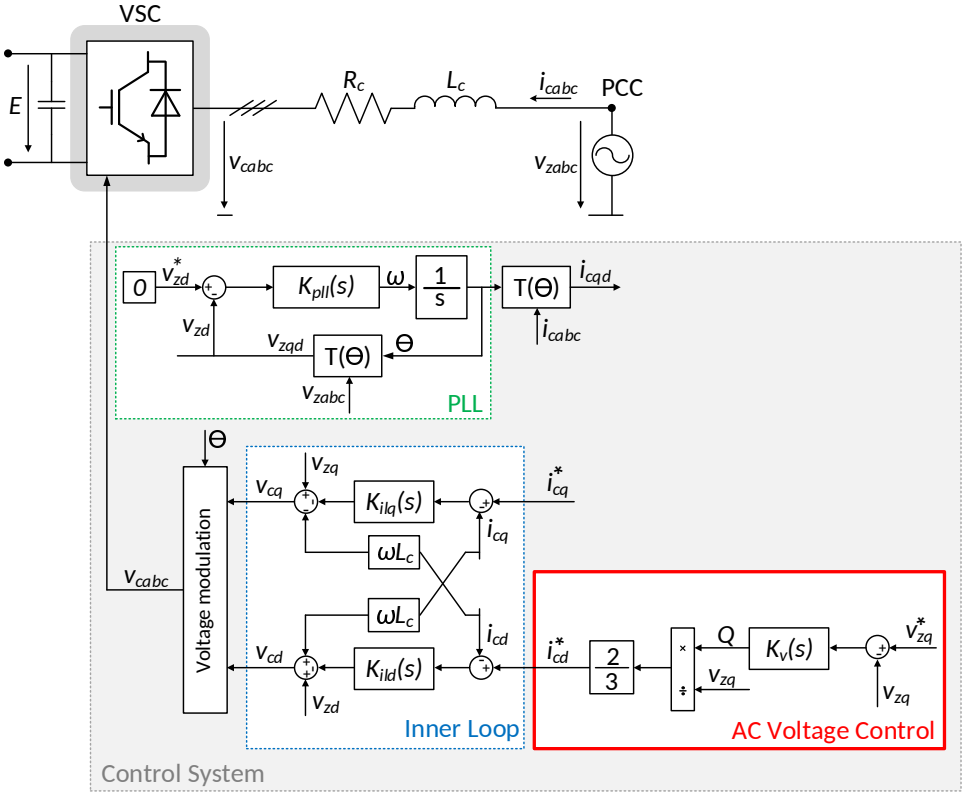 VSC
E
R_c
L_c
i_cabc
PCC
v_cabc
v_zabc
0
v*_zd
+
-
K_pll(s)
ω
1
s
T(Θ)
i_cqd
i_cabc
v_zd
v_zqd
T(Θ)
Θ
v_zabc
PLL
Θ
v_zq
v_cq
+
+
-
K_ilq(s)
-
+
i*_cq
i_cq
ωL_c
v_cabc
Voltage modulation
ωL_c
i_cd
v_cd
+
+
+
K_ild(s)
-
+
i*_cd
2
3
×
÷
Q
v_zq
K_v(s)
+
-
v*_zq
v_zq
v_zd
Inner Loop
AC Voltage Control
Control System